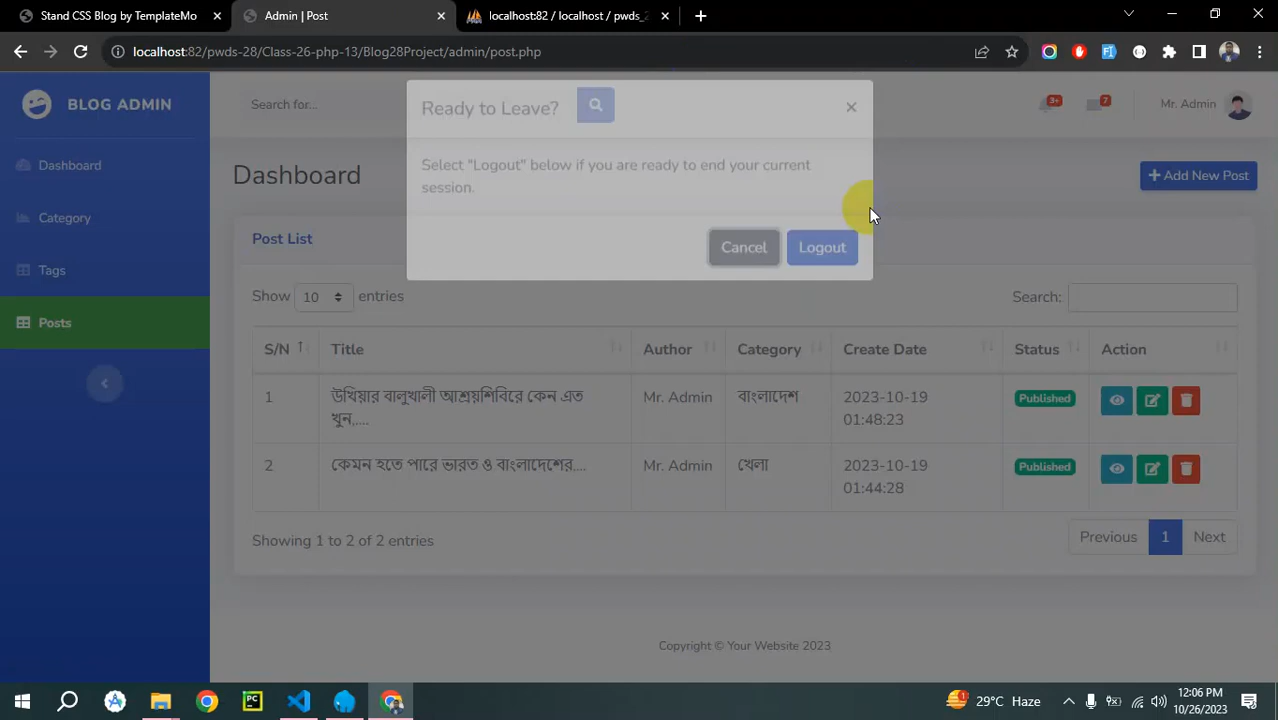 Stand CSS Blog by TemplateMo
Admin | Post
localhost:82 / localhost / pwds_2
localhost:82/pwds-28/Class-26-php-13/Blog28Project/admin/post.php
BLOG ADMIN
Search for...
3+
7
Mr. Admin
Ready to Leave?
Select "Logout" below if you are ready to end your current
session.
Cancel
Logout
Dashboard
Category
Tags
Posts
Dashboard
Add New Post
Post List
Show 10 entries
Search:
S/N Title Author Category Create Date Status Action
1 উখিয়ার বালুখালী আশ্রয়শিবিরে কেন এত Mr. Admin বাংলাদেশ 2023-10-19 Published
খুন,.... 01:48:23
2 কেমন হতে পারে ভারত ও বাংলাদেশের.... Mr. Admin খেলা 2023-10-19 Published
01:44:28
Showing 1 to 2 of 2 entries
Previous 1 Next
Copyright © Your Website 2023
29°C Haze
12:06 PM
10/26/2023